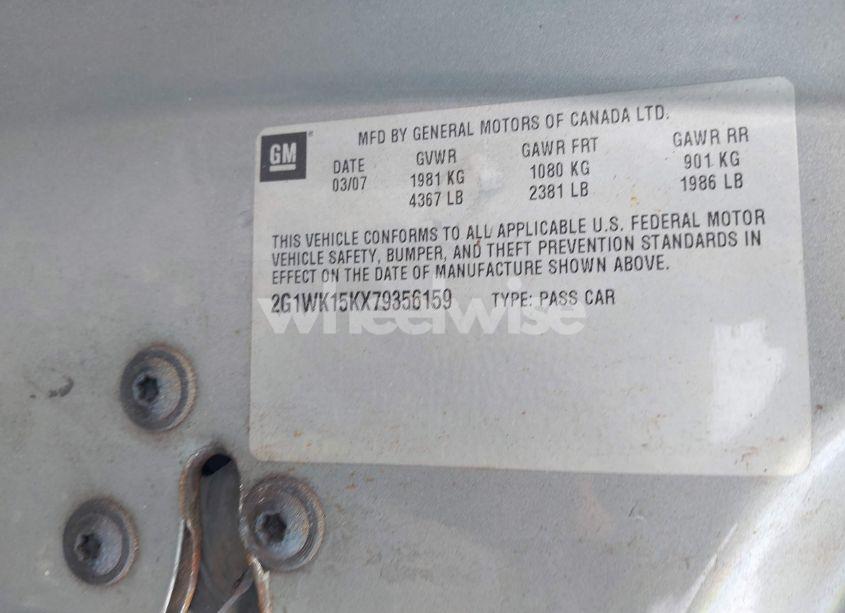 MFD BY GENERAL MOTORS OF CANADA LTD.
GM
DATE GVWR GAWR FRT GAWR RR
03/07 1981 KG 1080 KG 901 KG
4367 LB 2381 LB 1986 LB
THIS VEHICLE CONFORMS TO ALL APPLICABLE U.S. FEDERAL MOTOR
VEHICLE SAFETY, BUMPER, AND THEFT PREVENTION STANDARDS IN
EFFECT ON THE DATE OF MANUFACTURE SHOWN ABOVE.
2G1WK15KX79356159 TYPE: PASS CAR
wheelwise